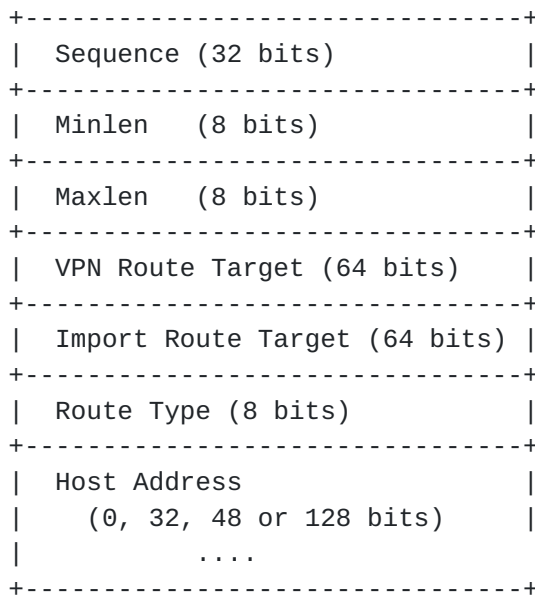 +-------------------------------+
|  Sequence (32 bits)           |
+-------------------------------+
|  Minlen   (8 bits)            |
+-------------------------------+
|  Maxlen   (8 bits)            |
+-------------------------------+
|  VPN Route Target (64 bits)   |
+-------------------------------+
|  Import Route Target (64 bits) |
+-------------------------------+
|  Route Type (8 bits)          |
+-------------------------------+
|  Host Address                 |
|    (0, 32, 48 or 128 bits)    |
|          ....
+-------------------------------+